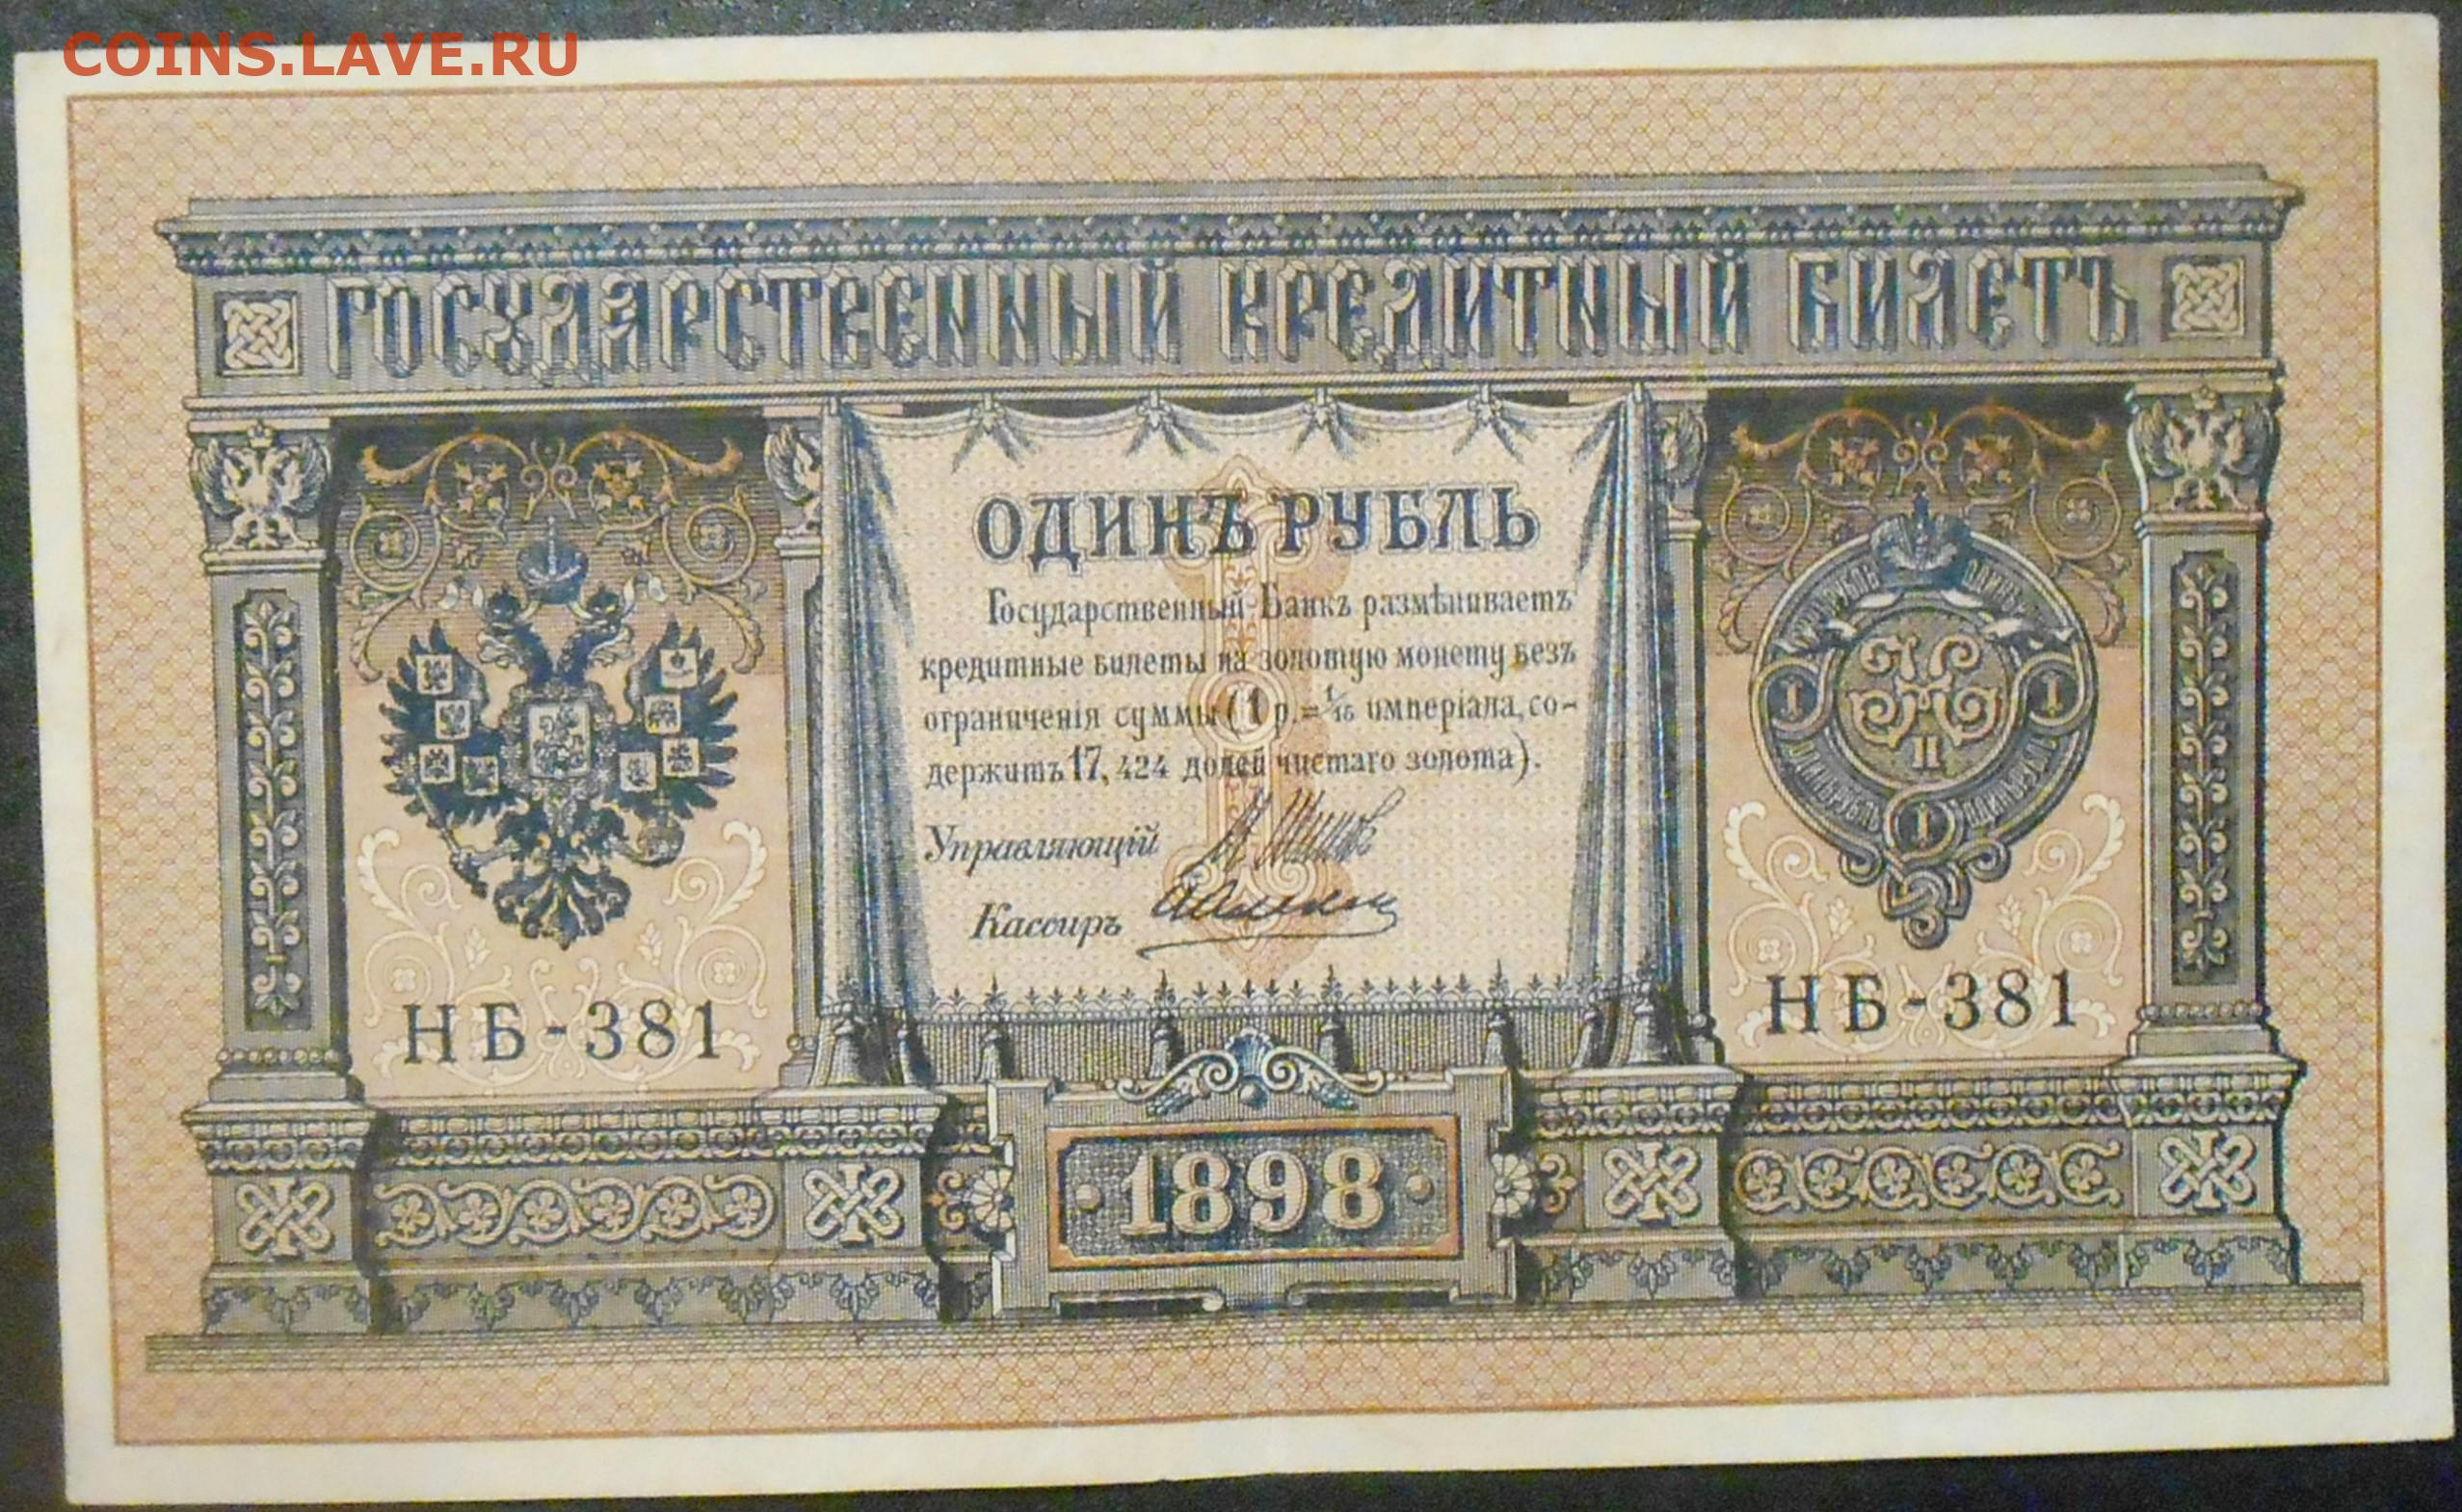 COINS.LAVE.RU
ГОСУДАРСТВЕННЫЙ КРЕДИТНЫЙ БИЛЕТЪ
ОДИНЪ РУБЛЬ
Государственный Банкъ размѣниваетъ
кредитные билеты на золотую монету безъ
ограниченія суммы (1 р.=1/15 имперіала, со-
держитъ 17,424 долей чистаго золота).
Управляющій
Кассиръ
НБ-381
НБ-381
1898
I
I
I
II